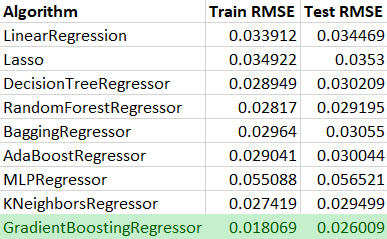 Algorithm Train RMSE Test RMSE
LinearRegression 0.033912 0.034469
Lasso 0.034922 0.0353
DecisionTreeRegressor 0.028949 0.030209
RandomForestRegressor 0.02817 0.029195
BaggingRegressor 0.02964 0.03055
AdaBoostRegressor 0.029041 0.030044
MLPRegressor 0.055088 0.056521
KNeighborsRegressor 0.027419 0.029499
GradientBoostingRegressor 0.018069 0.026009